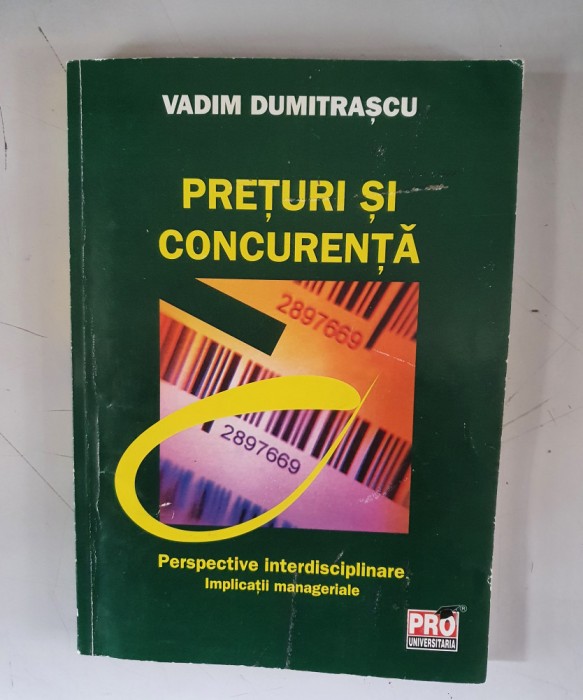 VADIM DUMITRAȘCU
PREȚURI ȘI
CONCURENȚĂ
2897669
2897669
Perspective interdisciplinare
Implicații manageriale
PRO
®
UNIVERSITARIA